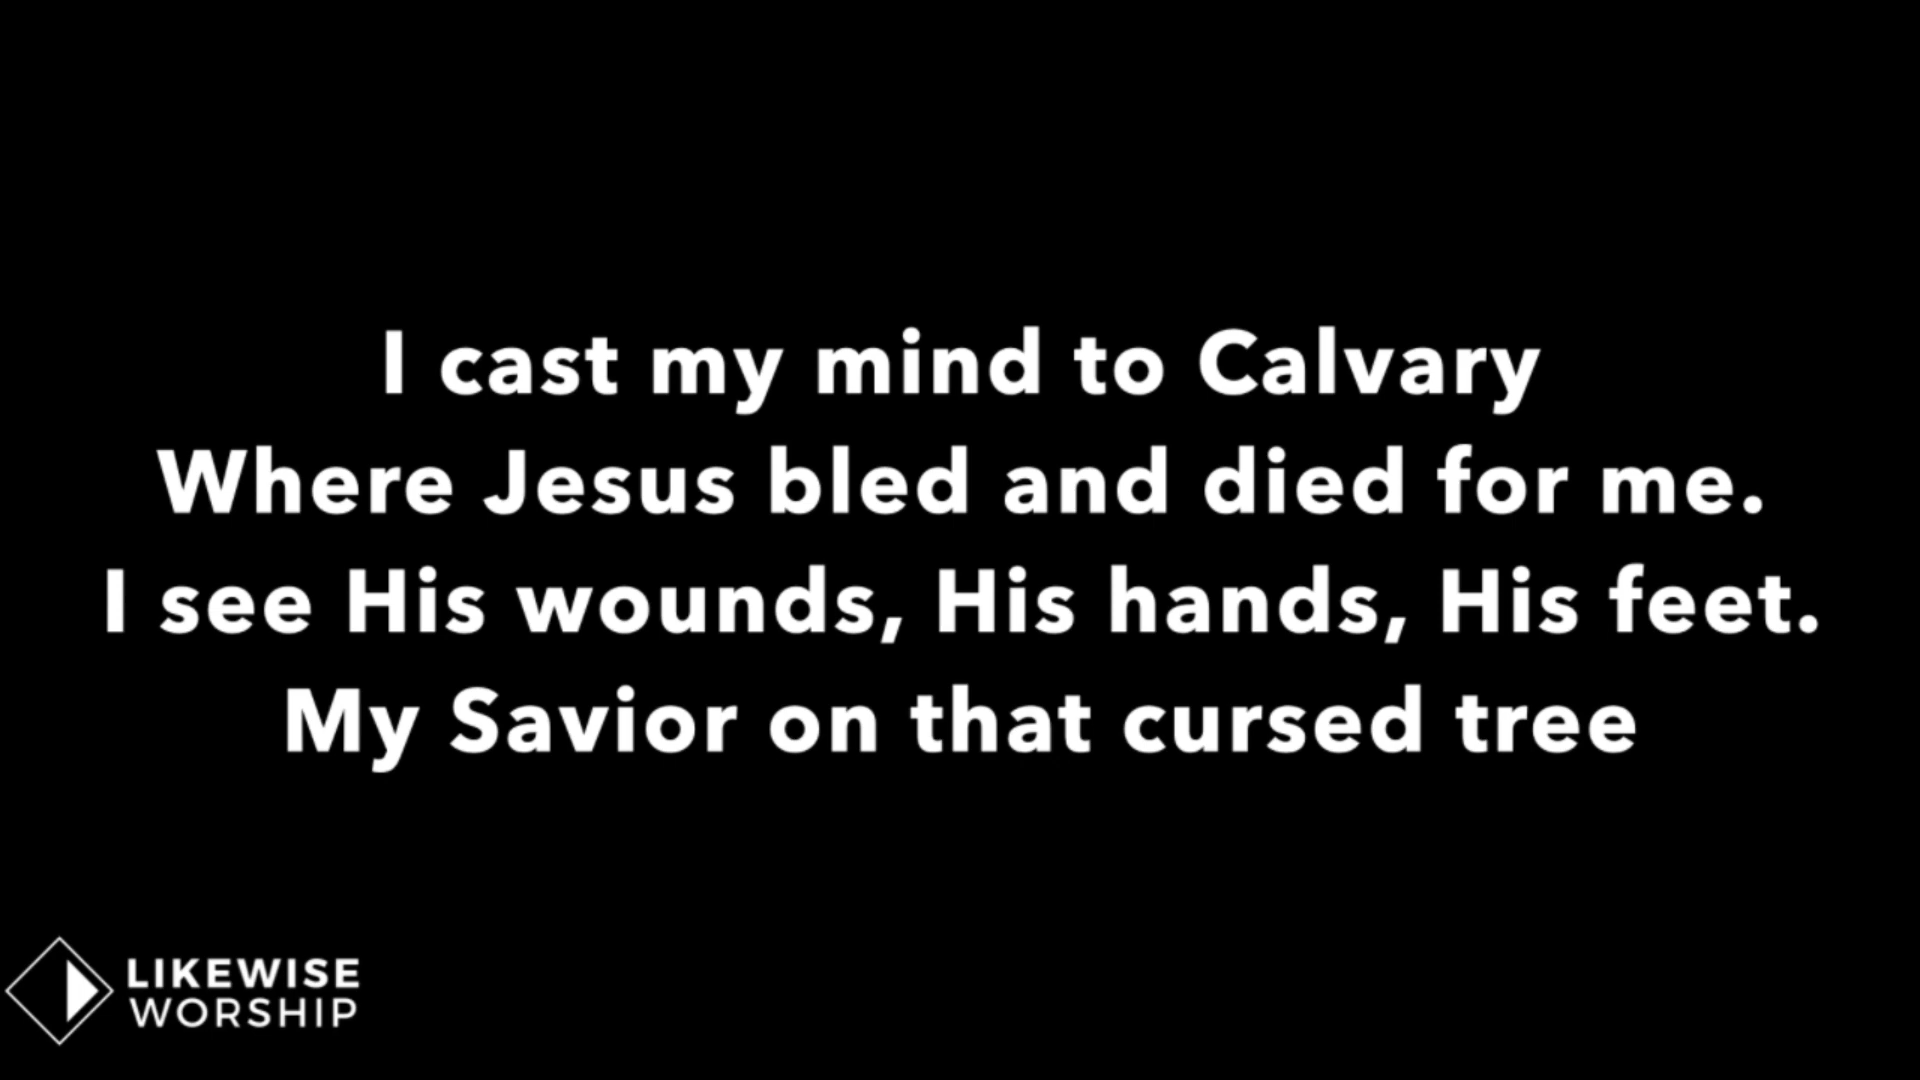 I cast my mind to Calvary
Where Jesus bled and died for me.
I see His wounds, His hands, His feet.
My Savior on that cursed tree
LIKEWISE
WORSHIP